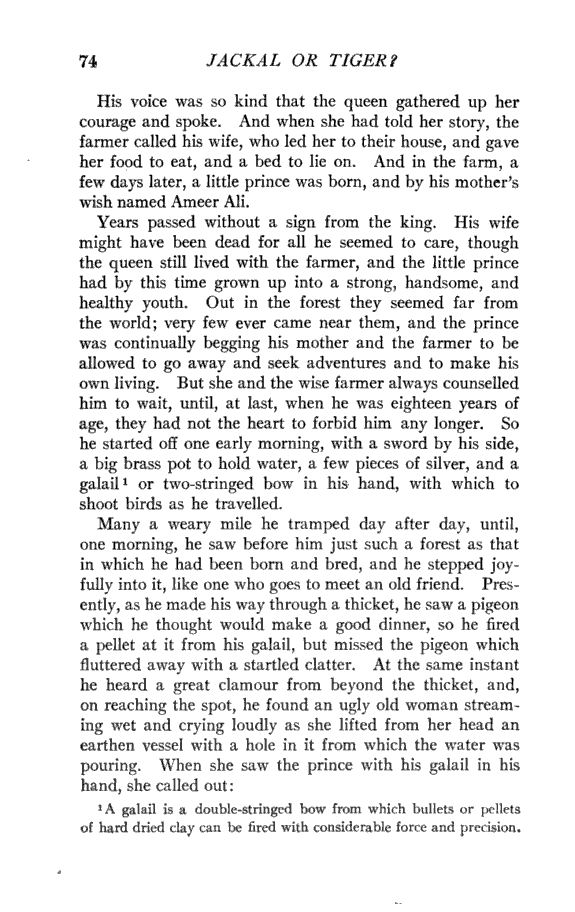 74 JACKAL OR TIGER?
His voice was so kind that the queen gathered up her
courage and spoke. And when she had told her story, the
farmer called his wife, who led her to their house, and gave
her food to eat, and a bed to lie on. And in the farm, a
few days later, a little prince was born, and by his mother's
wish named Ameer Ali.
Years passed without a sign from the king. His wife
might have been dead for all he seemed to care, though
the queen still lived with the farmer, and the little prince
had by this time grown up into a strong, handsome, and
healthy youth. Out in the forest they seemed far from
the world; very few ever came near them, and the prince
was continually begging his mother and the farmer to be
allowed to go away and seek adventures and to make his
own living. But she and the wise farmer always counselled
him to wait, until, at last, when he was eighteen years of
age, they had not the heart to forbid him any longer. So
he started off one early morning, with a sword by his side,
a big brass pot to hold water, a few pieces of silver, and a
galail¹ or two-stringed bow in his hand, with which to
shoot birds as he travelled.
Many a weary mile he tramped day after day, until,
one morning, he saw before him just such a forest as that
in which he had been born and bred, and he stepped joy-
fully into it, like one who goes to meet an old friend. Pres-
ently, as he made his way through a thicket, he saw a pigeon
which he thought would make a good dinner, so he fired
a pellet at it from his galail, but missed the pigeon which
fluttered away with a startled clatter. At the same instant
he heard a great clamour from beyond the thicket, and,
on reaching the spot, he found an ugly old woman stream-
ing wet and crying loudly as she lifted from her head an
earthen vessel with a hole in it from which the water was
pouring. When she saw the prince with his galail in his
hand, she called out:
¹ A galail is a double-stringed bow from which bullets or pellets
of hard dried clay can be fired with considerable force and precision.